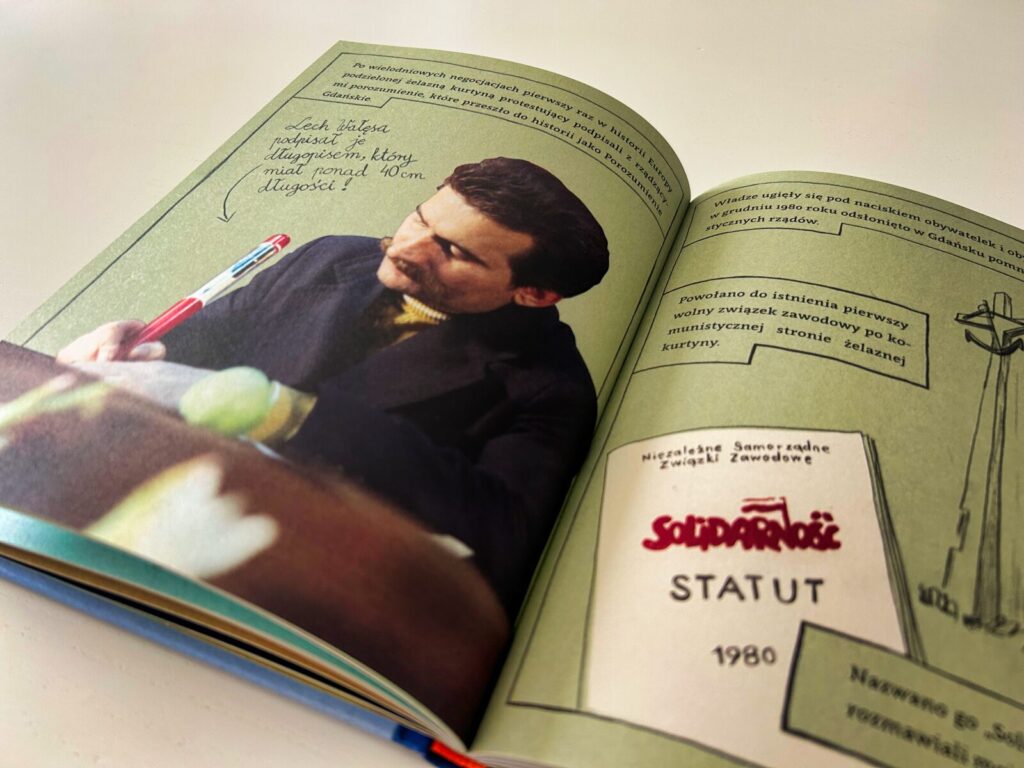 Po wielodniowych negocjacjach pierwszy raz w historii Europy
podzielonej żelazną kurtyną protestujący podpisali z rządzący-
mi porozumienie, które przeszło do historii jako Porozumienie
Gdańskie.
Lech Wałęsa
podpisał je
długopisem, który
miał ponad 40 cm
długości!
Władze ugięły się pod naciskiem obywatelek i
w grudniu 1980 roku odsłonięto w Gdańsku
stycznych rządów.
Powołano do istnienia pierwszy
wolny związek zawodowy po ko-
munistycznej stronie żelaznej
kurtyny.
Niezależne Samorządne
Związki Zawodowe
SOLIDARNOŚĆ
STATUT
1980
Nazwano go
rozmawiali